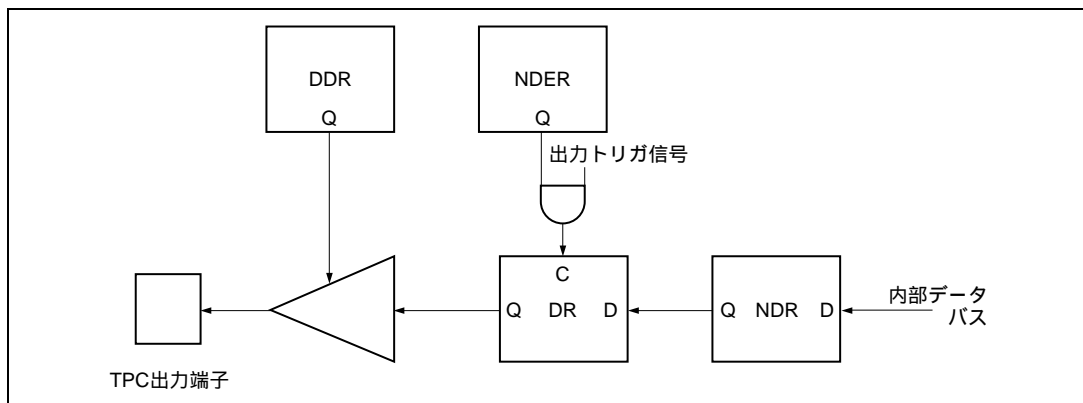 DDR
Q
NDER
Q
出力トリガ信号
C
Q DR D
Q NDR D
内部データ
バス
TPC出力端子